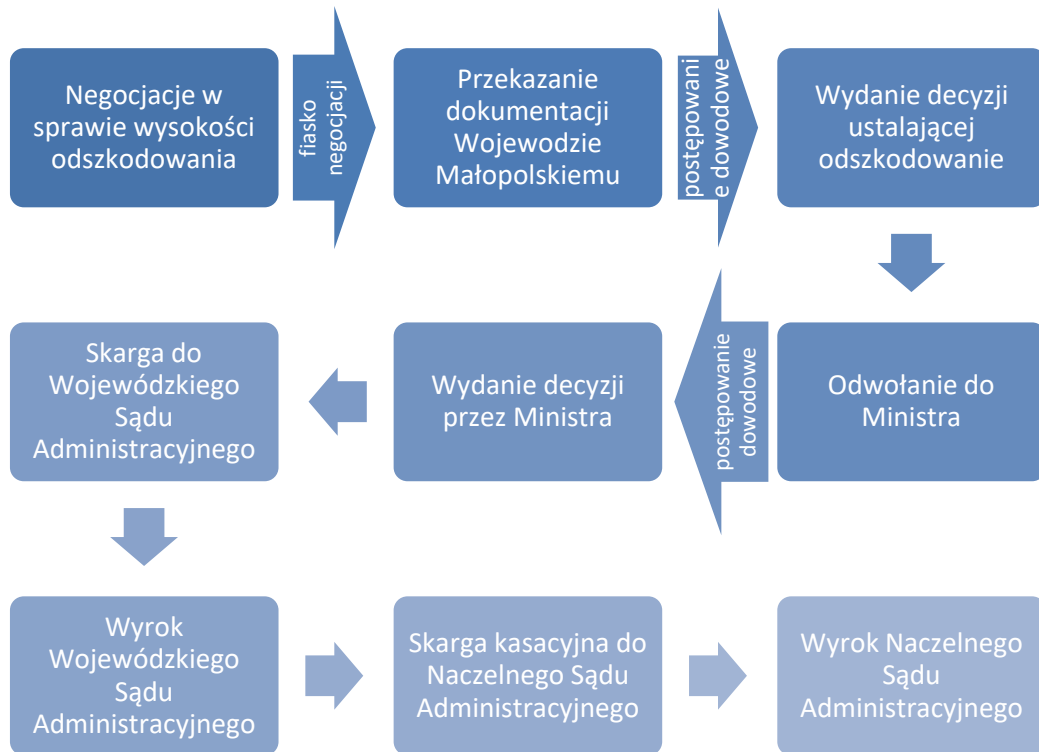 Negocjacje w
sprawie wysokości
odszkodowania
fiasko
negocjacji
Przekazanie
dokumentacji
Wojewodzie
Małopolskiemu
postępowani
e dowodowe
Wydanie decyzji
ustalającej
odszkodowanie
Odwołanie do
Ministra
postępowanie
dowodowe
Wydanie decyzji
przez Ministra
Skarga do
Wojewódzkiego
Sądu
Administracyjnego
Wyrok
Wojewódzkiego
Sądu
Administracyjnego
Skarga kasacyjna do
Naczelnego Sądu
Administracyjnego
Wyrok Naczelnego
Sądu
Administracyjnego